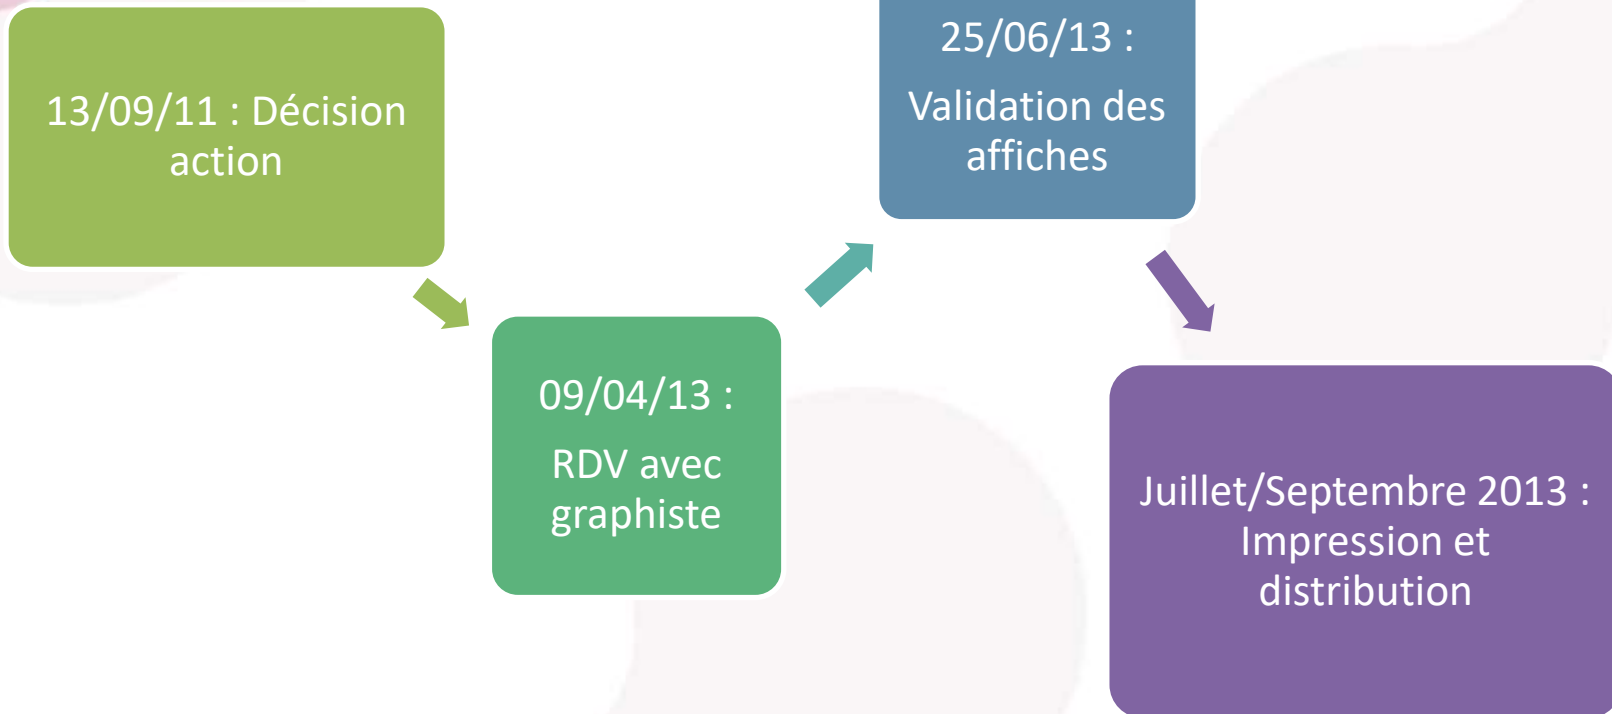 13/09/11 : Décision
action
09/04/13 :
RDV avec
graphiste
25/06/13 :
Validation des
affiches
Juillet/Septembre 2013 :
Impression et
distribution